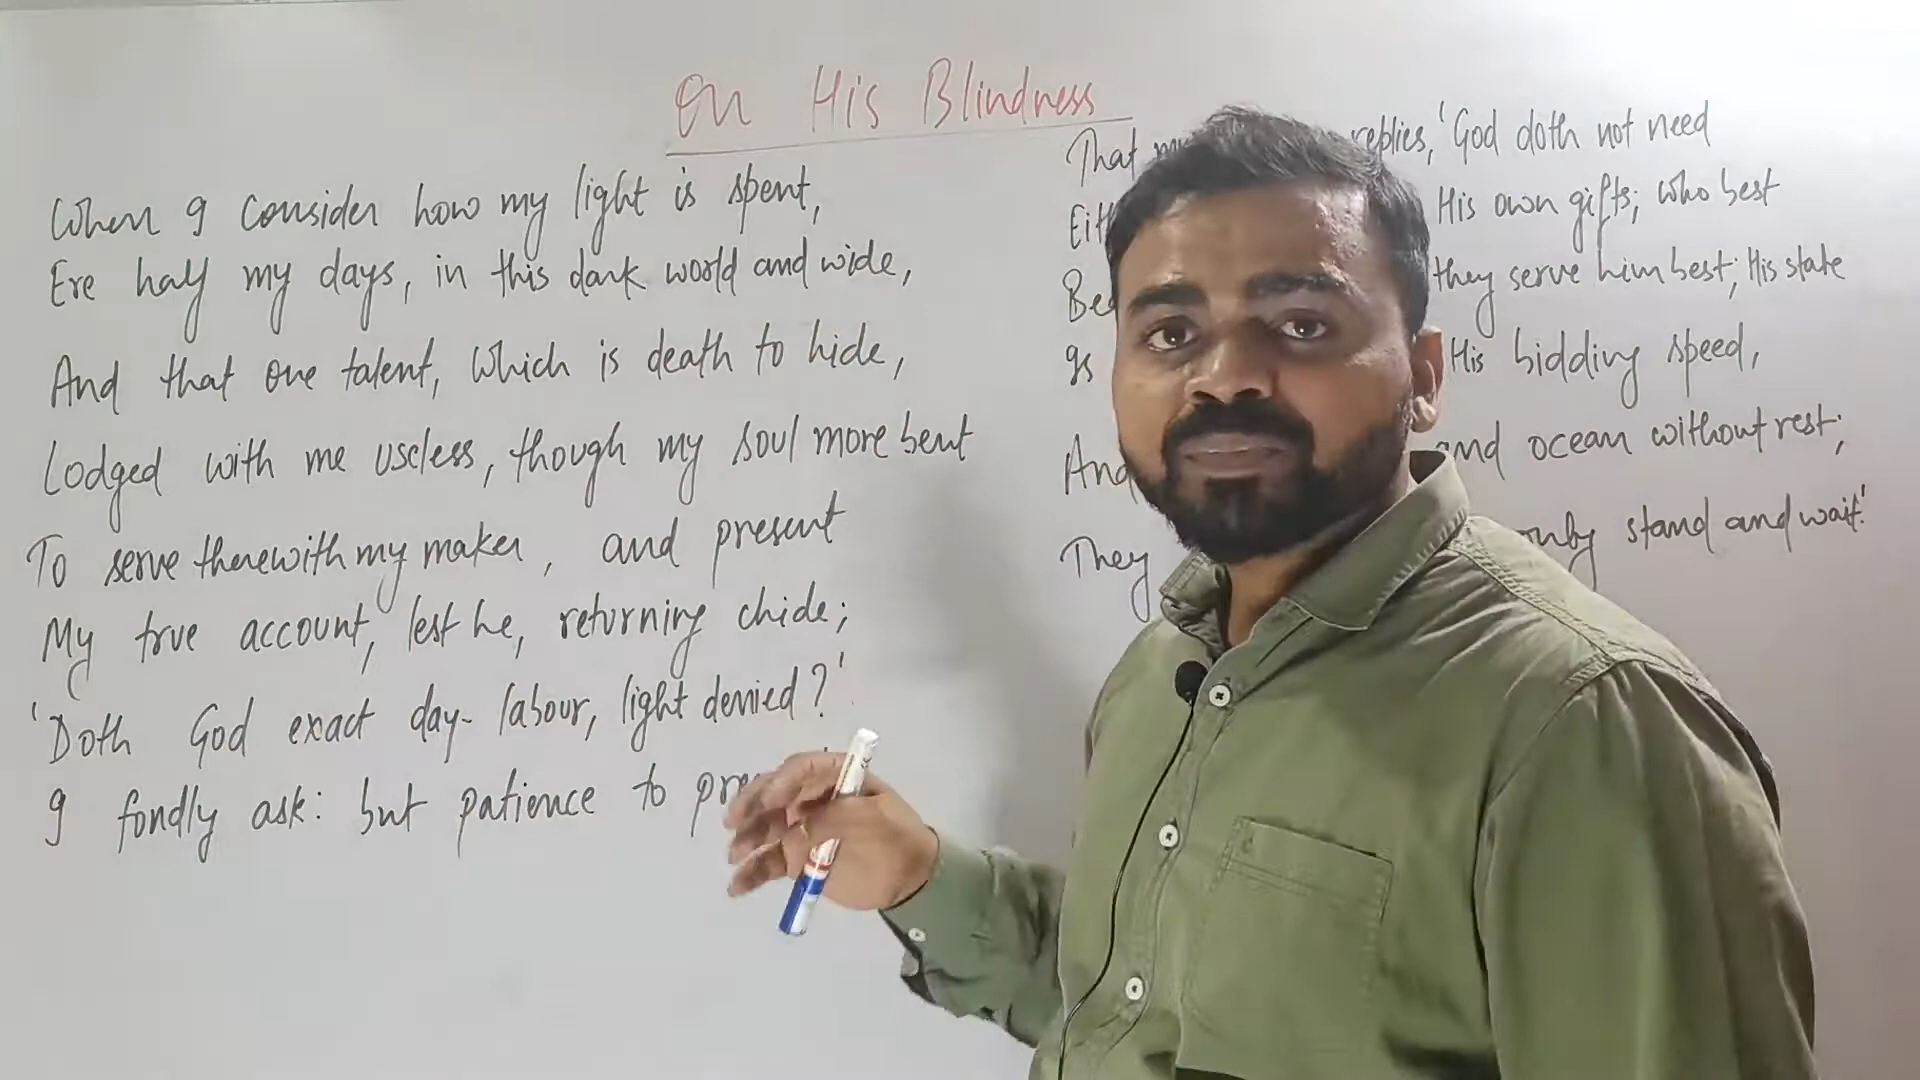 On His Blindness
When I consider how my light is spent,
Ere half my days, in this dark world and wide,
And that one talent, which is death to hide,
Lodged with me useless, though my soul more bent
To serve therewith my maker, and present
My true account, lest he, returning chide;
'Doth God exact day-labour, light denied?'
I fondly ask: but patience to
That replies, 'God doth not need
His own gifts; who best
they serve him best; His state
Is His bidding speed,
And and ocean without rest;
They only stand and wait.'